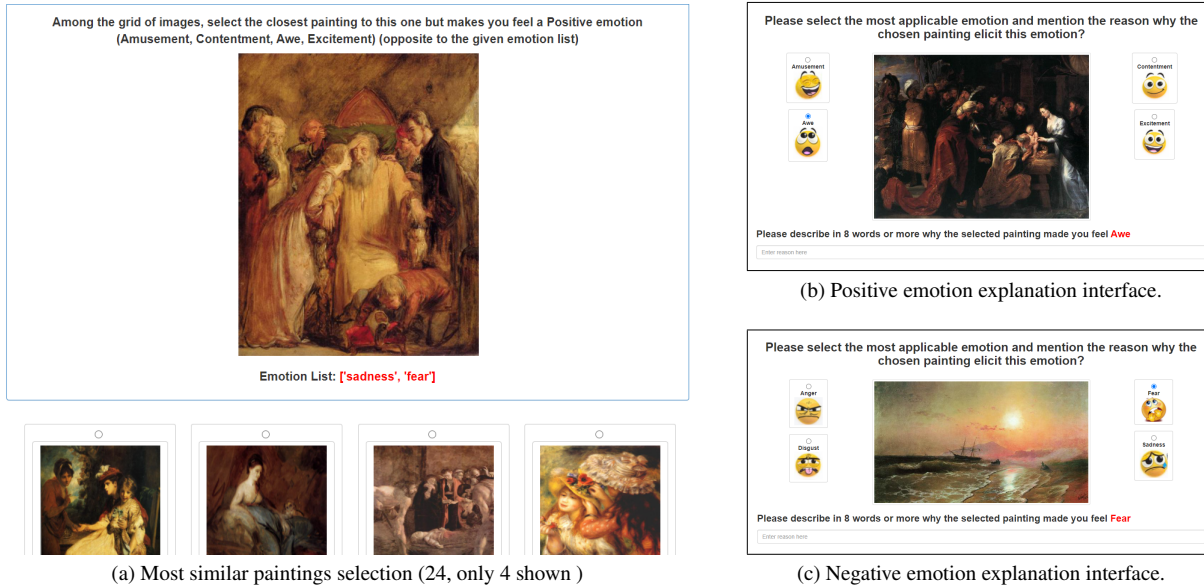 Among the grid of images, select the closest painting to this one but makes you feel a Positive emotion
(Amusement, Contentment, Awe, Excitement) (opposite to the given emotion list)
Emotion List: ['sadness', 'fear']
(a) Most similar paintings selection (24, only 4 shown )
Please select the most applicable emotion and mention the reason why the
chosen painting elicit this emotion?
Amusement
Contentment
Awe
Excitement
Please describe in 8 words or more why the selected painting made you feel Awe
Enter reason here
(b) Positive emotion explanation interface.
Please select the most applicable emotion and mention the reason why the
chosen painting elicit this emotion?
Anger
Fear
Disgust
Sadness
Please describe in 8 words or more why the selected painting made you feel Fear
Enter reason here
(c) Negative emotion explanation interface.